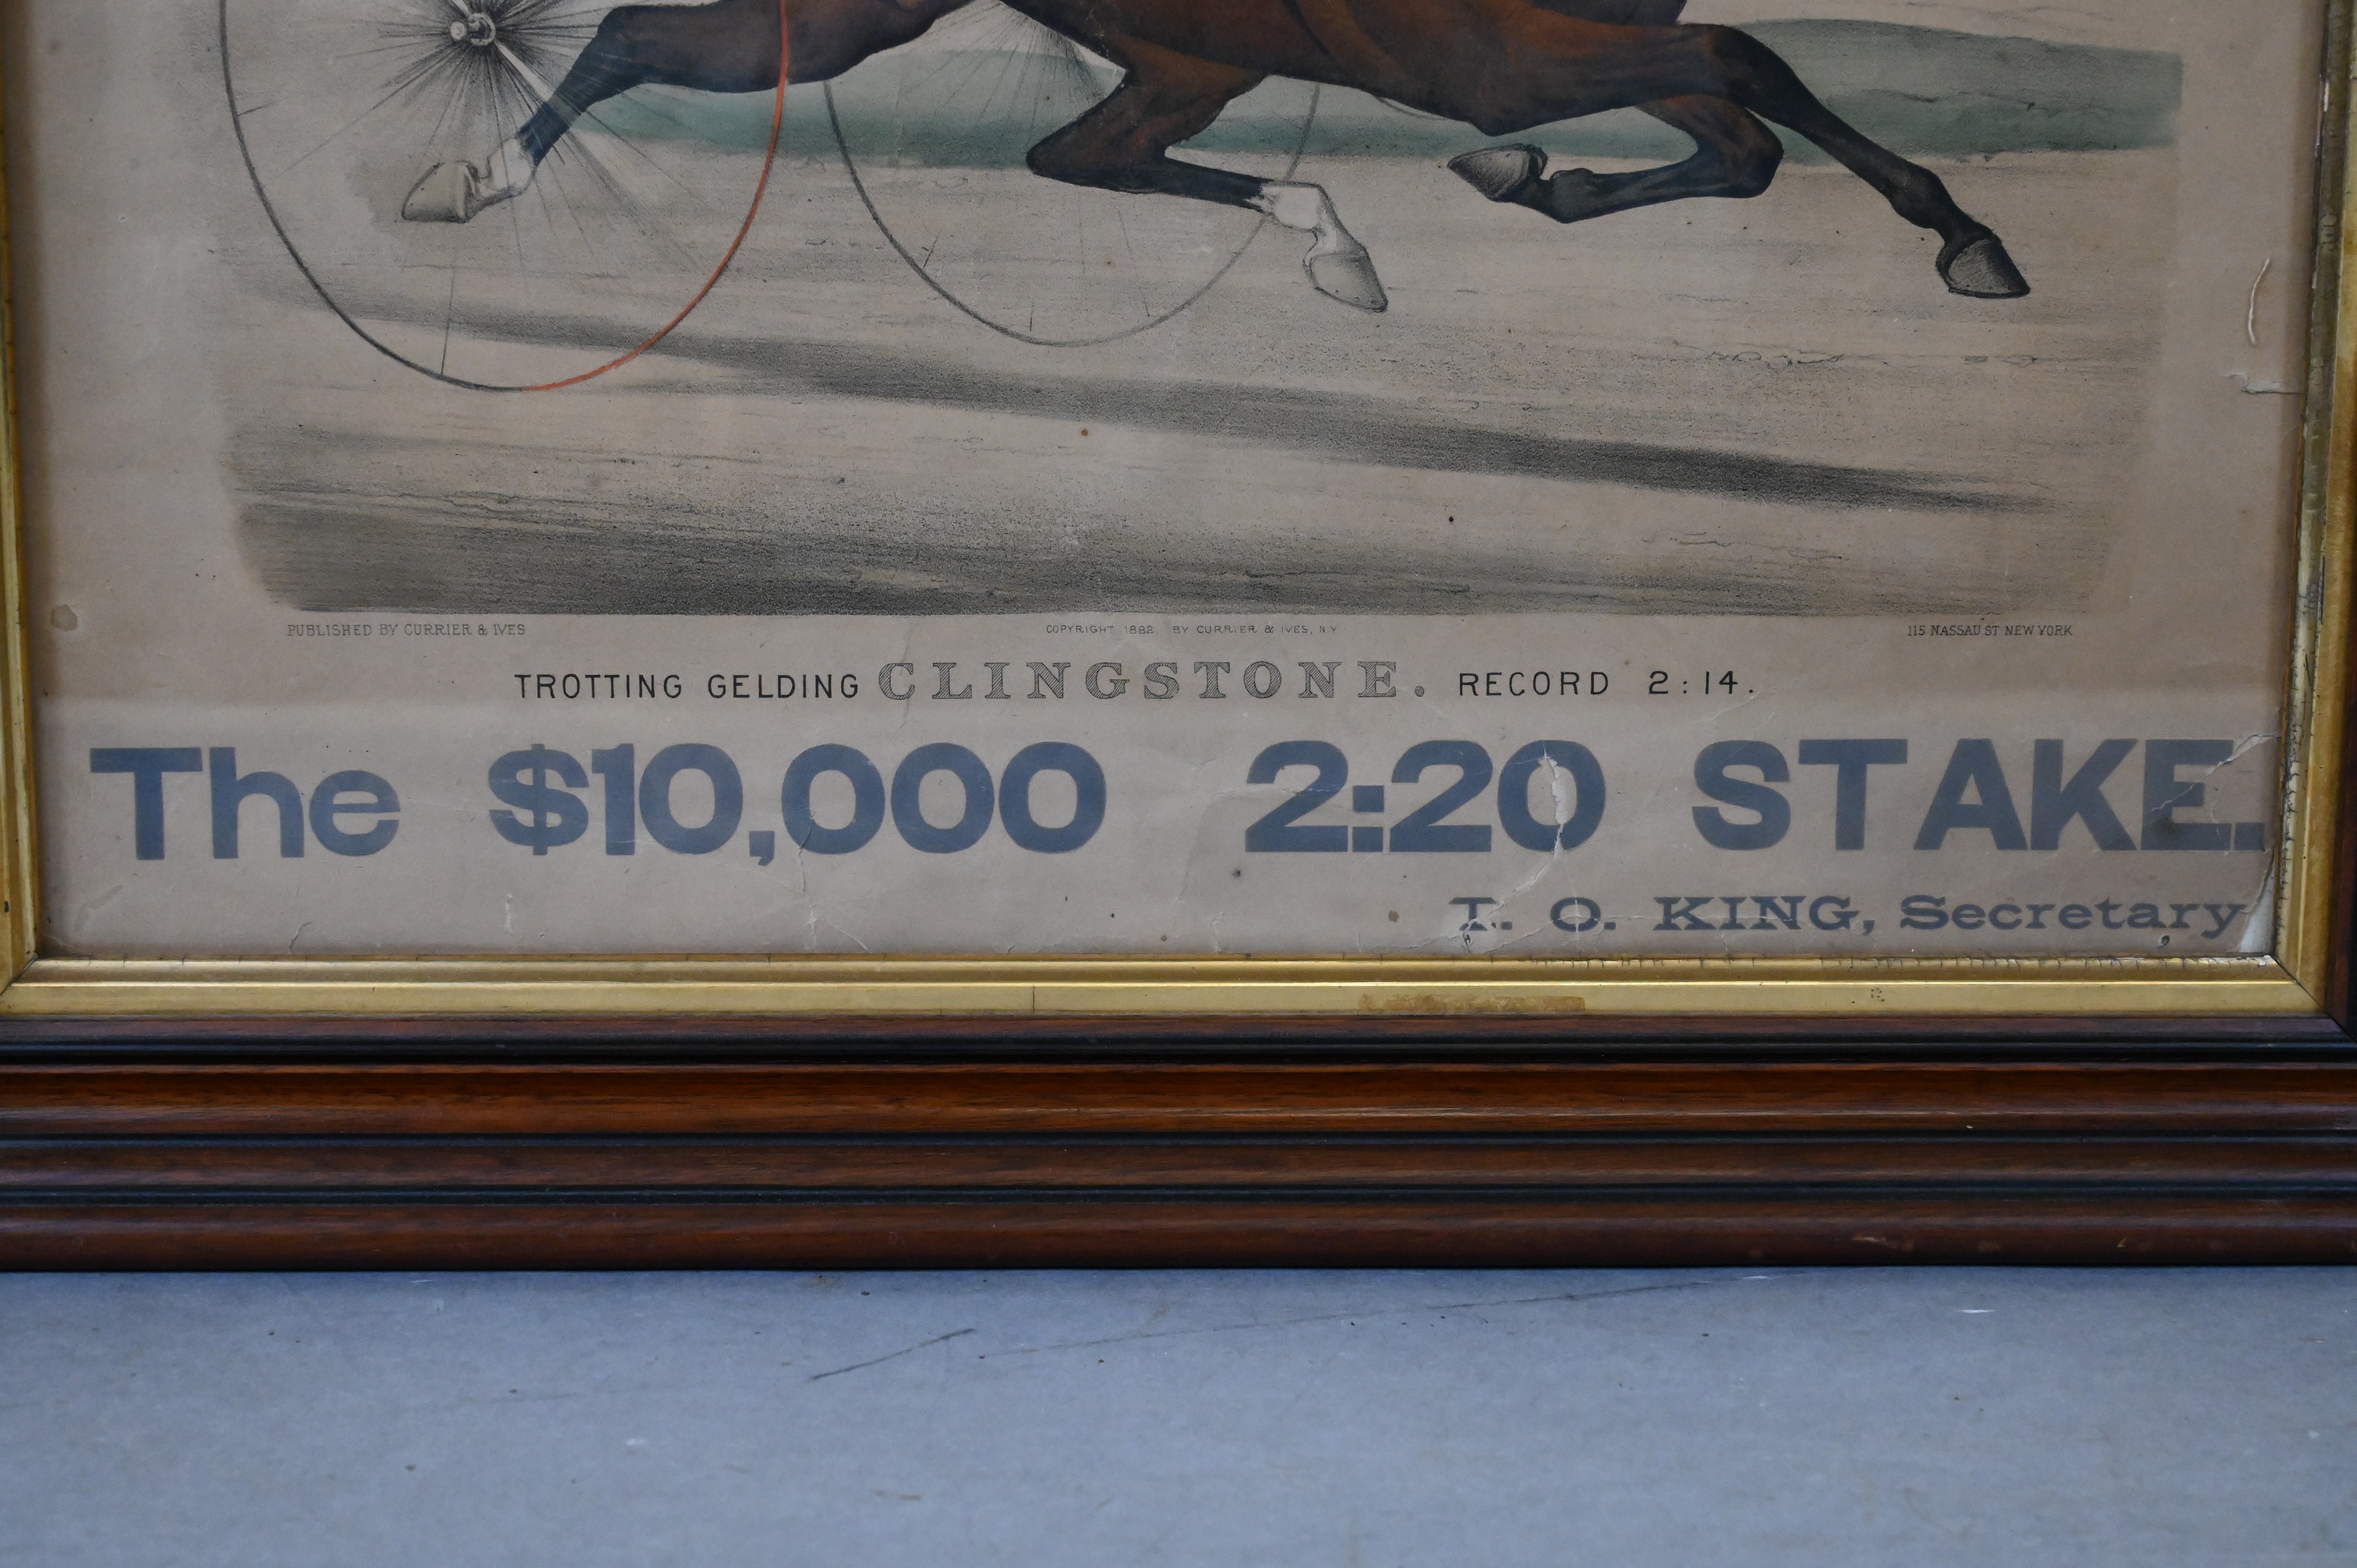 PUBLISHED BY CURRIER & IVES COPYRIGHT 1882. BY CURRIER & IVES, N.Y. 115 NASSAU ST NEW YORK
TROTTING GELDING CLINGSTONE. RECORD 2:14.
The $10,000 2:20 STAKE.
T. O. KING, Secretary